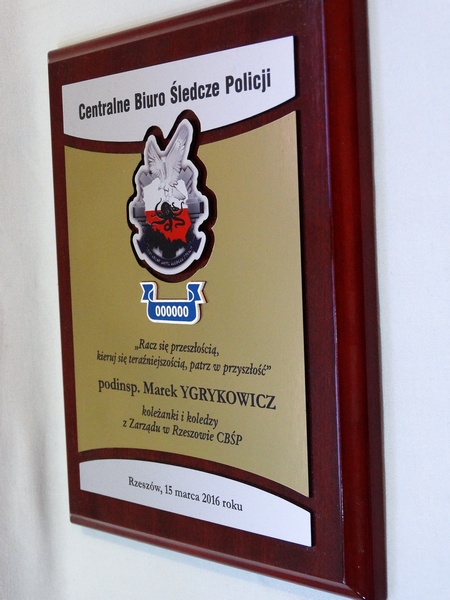 Centralne Biuro Śledcze Policji
000000
„Racz się przeszłością,
kieruj się teraźniejszością, patrz w przyszłość”
podinsp. Marek YGRYKOWICZ
koleżanki i koledzy
z Zarządu w Rzeszowie CBŚP
Rzeszów, 15 marca 2016 roku